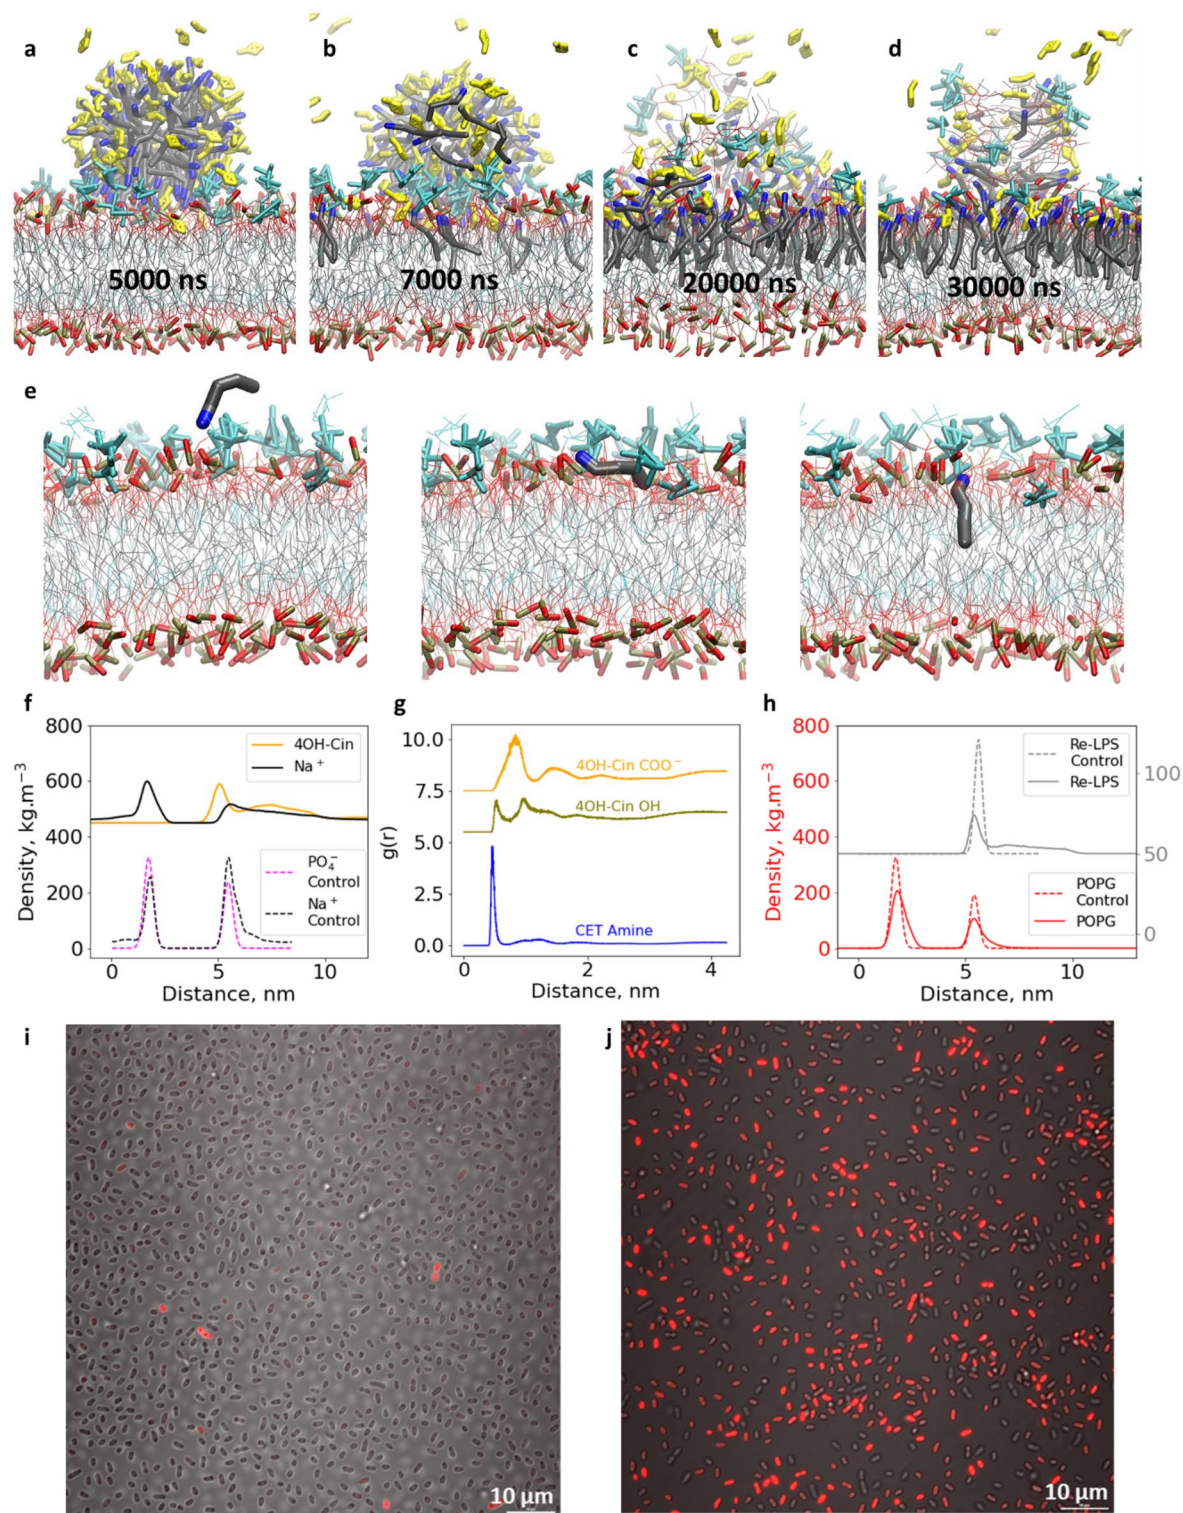 a
b
c
d
5000 ns
7000 ns
20000 ns
30000 ns
e
f
g
h
800
600
400
200
0
Density, kg.m⁻³
4OH-Cin
Na⁺
PO₄⁻
Control
Na⁺
Control
0
5
10
Distance, nm
10.0
7.5
5.0
2.5
0.0
g(r)
4OH-Cin COO⁻
4OH-Cin OH
CET Amine
0
2
4
Distance, nm
800
600
400
200
0
Density, kg.m⁻³
Re-LPS
Control
Re-LPS
POPG
Control
POPG
100
50
0
0
5
10
Distance, nm
i
j
10 µm
10 µm